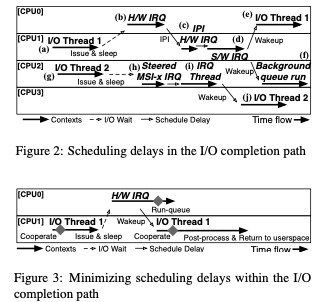 [CPU0] (b) H/W IRQ (c) (e) I/O Thread 1
[CPU1] I/O Thread 1 IPI (d) Wakeup
(a) Issue & sleep IPI H/W IRQ S/W IRQ (f)
[CPU2] I/O Thread 2 (h) Steered (i) IRQ Wakeup Background
(g) Issue & sleep MSI-x IRQ Thread queue run
[CPU3] Wakeup (j) I/O Thread 2
Contexts I/O Wait Schedule Delay Time flow
Figure 2: Scheduling delays in the I/O completion path
[CPU0] H/W IRQ
Run-queue
[CPU1] I/O Thread 1 Wakeup I/O Thread 1
Cooperate Issue & sleep Cooperate Post-process & Return to userspace
Contexts I/O Wait Schedule Delay Time flow
Figure 3: Minimizing scheduling delays within the I/O
completion path